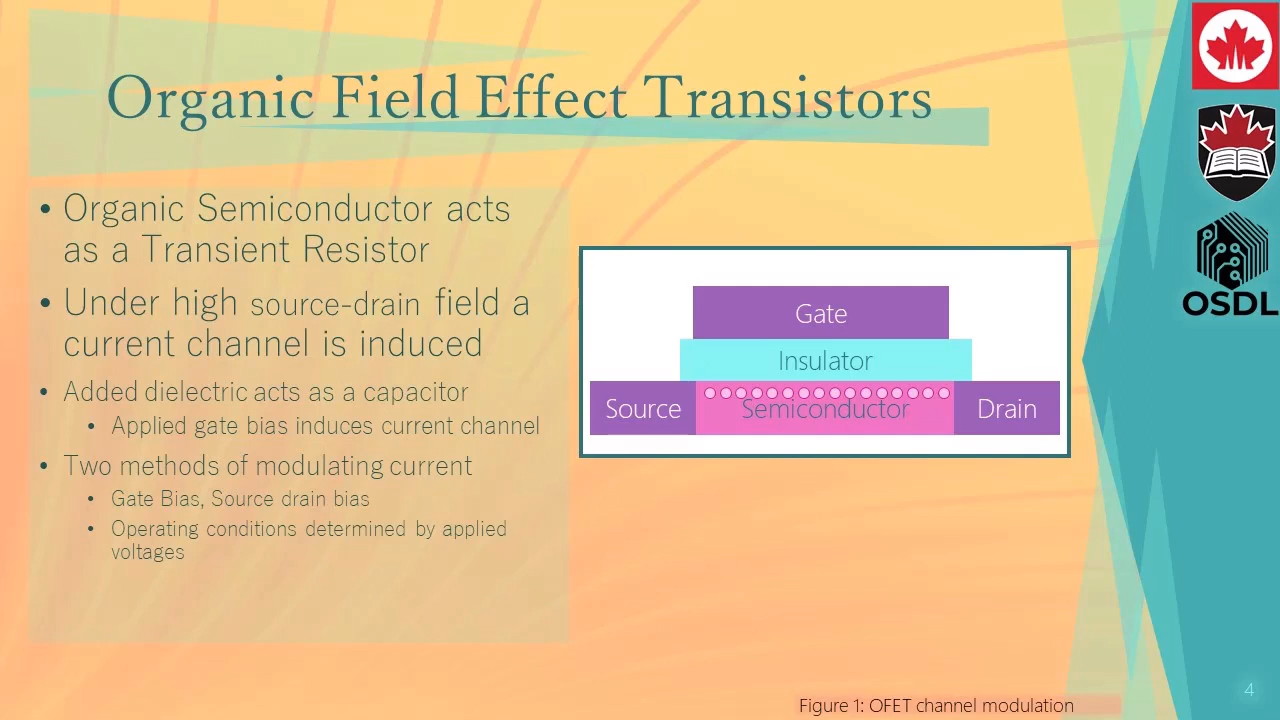 Organic Field Effect Transistors
• Organic Semiconductor acts
as a Transient Resistor
• Under high source-drain field a
current channel is induced
• Added dielectric acts as a capacitor
• Applied gate bias induces current channel
• Two methods of modulating current
• Gate Bias, Source drain bias
• Operating conditions determined by applied
voltages
Gate
Insulator
Source
Semiconductor
Drain
Figure 1: OFET channel modulation
OSDL
4